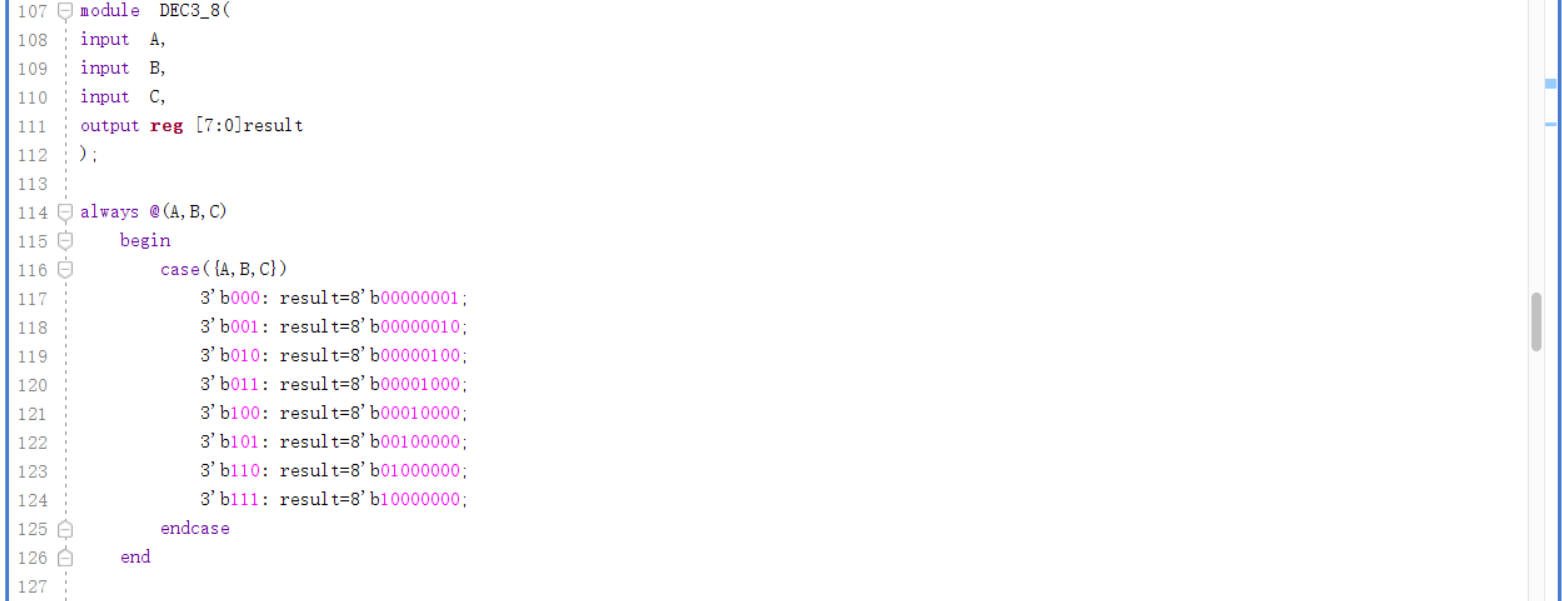 107 module  DEC3_8(
108 input  A,
109 input  B,
110 input  C,
111 output reg [7:0]result
112 );
113
114 always @(A,B,C)
115     begin
116         case({A,B,C})
117             3'b000: result=8'b00000001;
118             3'b001: result=8'b00000010;
119             3'b010: result=8'b00000100;
120             3'b011: result=8'b00001000;
121             3'b100: result=8'b00010000;
122             3'b101: result=8'b00100000;
123             3'b110: result=8'b01000000;
124             3'b111: result=8'b10000000;
125         endcase
126     end
127